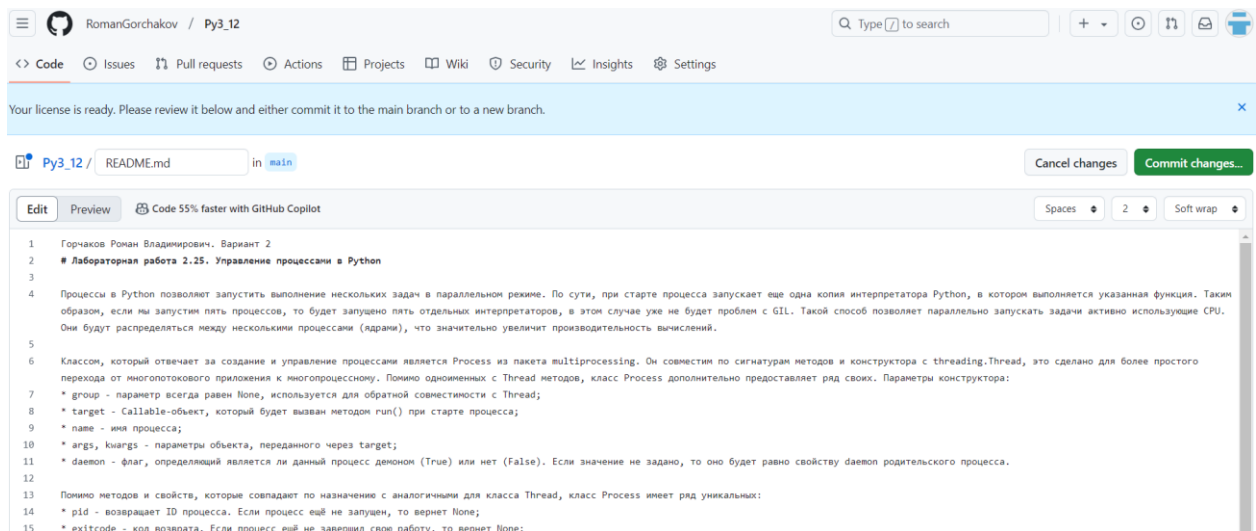 RomanGorchakov / Py3_12
Type / to search
Code Issues Pull requests Actions Projects Wiki Security Insights Settings
Your license is ready. Please review it below and either commit it to the main branch or to a new branch.
Py3_12 / README.md in main
Cancel changes Commit changes...
Edit Preview Code 55% faster with GitHub Copilot
Spaces 2 Soft wrap
1 Горчаков Роман Владимирович. Вариант 2
2 # Лабораторная работа 2.25. Управление процессами в Python
3
4 Процессы в Python позволяют запустить выполнение нескольких задач в параллельном режиме. По сути, при старте процесса запускает еще одна копия интерпретатора Python, в котором выполняется указанная функция. Таким
образом, если мы запустим пять процессов, то будет запущено пять отдельных интерпретаторов, в этом случае уже не будет проблем с GIL. Такой способ позволяет параллельно запускать задачи активно использующие CPU.
Они будут распределяться между несколькими процессами (ядрами), что значительно увеличит производительность вычислений.
5
6 Классом, который отвечает за создание и управление процессами является Process из пакета multiprocessing. Он совместим по сигнатурам методов и конструктора с threading.Thread, это сделано для более простого
перехода от многопотокового приложения к многопроцессному. Помимо одноименных с Thread методов, класс Process дополнительно предоставляет ряд своих. Параметры конструктора:
7 * group - параметр всегда равен None, используется для обратной совместимости с Thread;
8 * target - Callable-объект, который будет вызван методом run() при старте процесса;
9 * name - имя процесса;
10 * args, kwargs - параметры объекта, переданного через target;
11 * daemon - флаг, определяющий является ли данный процесс демоном (True) или нет (False). Если значение не задано, то оно будет равно свойству daemon родительского процесса.
12
13 Помимо методов и свойств, которые совпадают по назначению с аналогичными для класса Thread, класс Process имеет ряд уникальных:
14 * pid - возвращает ID процесса. Если процесс ещё не запущен, то вернет None;
15 * exitcode - код возврата. Если процесс ещё не завершил свою работу, то вернет None;